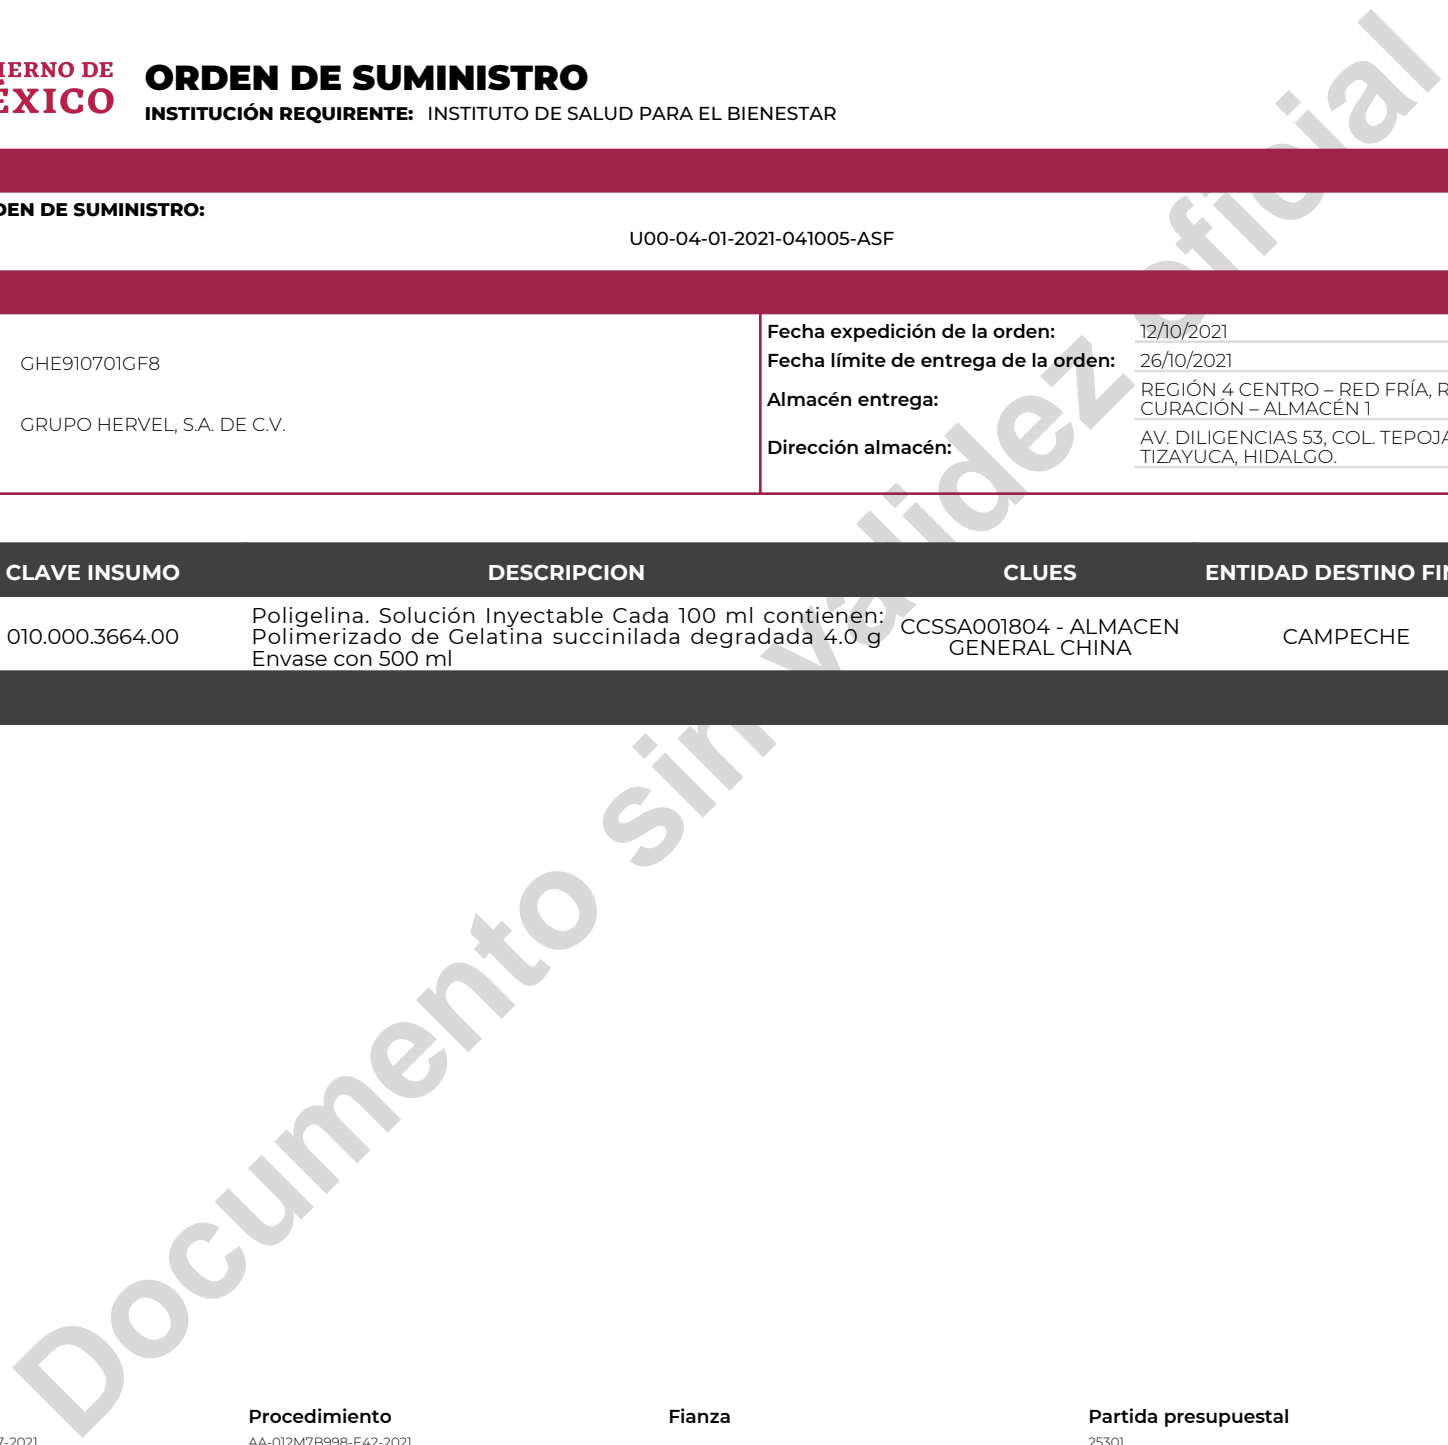 IERNO DE
ÉXICO
ORDEN DE SUMINISTRO
INSTITUCIÓN REQUIRENTE: INSTITUTO DE SALUD PARA EL BIENESTAR
DEN DE SUMINISTRO:
U00-04-01-2021-041005-ASF
GHE910701GF8
GRUPO HERVEL, S.A. DE C.V.
Fecha expedición de la orden: 12/10/2021
Fecha límite de entrega de la orden: 26/10/2021
Almacén entrega: REGIÓN 4 CENTRO – RED FRÍA, R
CURACIÓN – ALMACÉN 1
Dirección almacén: AV. DILIGENCIAS 53, COL. TEPOJA
TIZAYUCA, HIDALGO.
CLAVE INSUMO DESCRIPCION CLUES ENTIDAD DESTINO FIN
010.000.3664.00
Poligelina. Solución Inyectable Cada 100 ml contienen:
Polimerizado de Gelatina succinilada degradada 4.0 g
Envase con 500 ml
CCSSA001804 - ALMACEN
GENERAL CHINA
CAMPECHE
Documento sin validez oficial
Procedimiento Fianza Partida presupuestal
7-2021 AA-012M7B998-E42-2021 25301